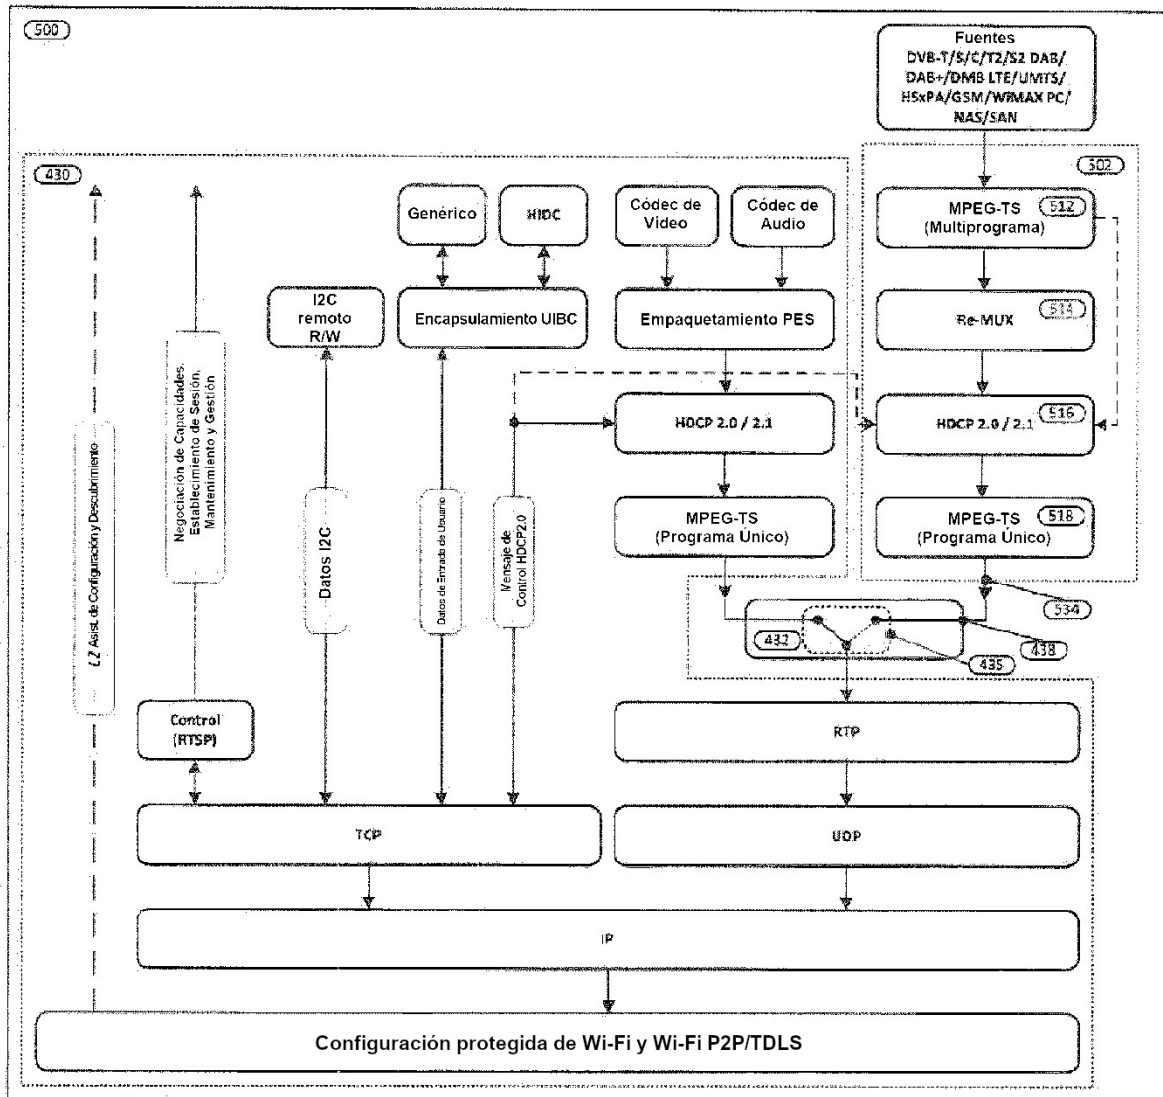 500
Fuentes
DVB-T/S/C/T2/S2 DAB/
DAB+/DMB LTE/UMTS/
HSxPA/GSM/WiMAX PC/
NAS/SAN
430
502
Genérico
HIDC
Códec de
Vídeo
Códec de
Audio
MPEG-TS
(Multiprograma)
512
I2C
remoto
R/W
Encapsulamiento UIBC
Empaquetamiento PES
Re-MUX
514
HDCP 2.0 / 2.1
HDCP 2.0 / 2.1
516
L2 Asist. de Configuración y Descubrimiento
Negociación de Capacidades,
Establecimiento de Sesión,
Mantenimiento y Gestión
Datos I2C
Datos de Entrada de Usuario
Mensaje de
Control HDCP2.0
MPEG-TS
(Programa Único)
MPEG-TS
(Programa Único)
518
534
432
438
435
Control
(RTSP)
RTP
TCP
UDP
IP
Configuración protegida de Wi-Fi y Wi-Fi P2P/TDLS